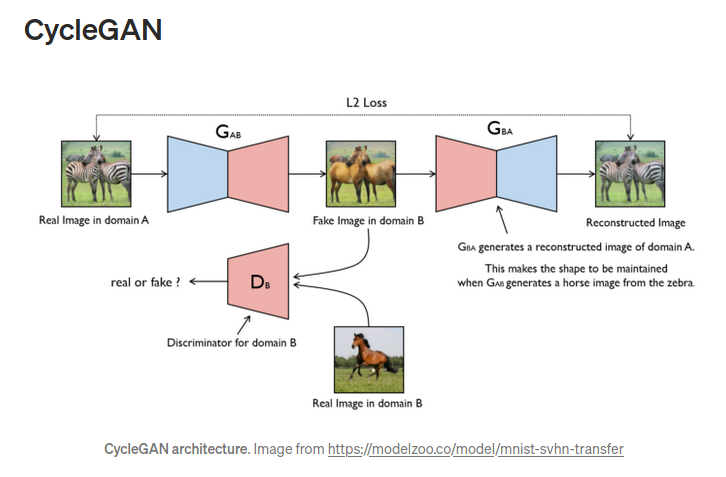 CycleGAN
L2 Loss
GAB
GBA
Real Image in domain A
Fake Image in domain B
Reconstructed Image
GBA generates a reconstructed image of domain A.
This makes the shape to be maintained
when GAB generates a horse image from the zebra.
real or fake ?
DB
Discriminator for domain B
Real Image in domain B
CycleGAN architecture. Image from https://modelzoo.co/model/mnist-svhn-transfer